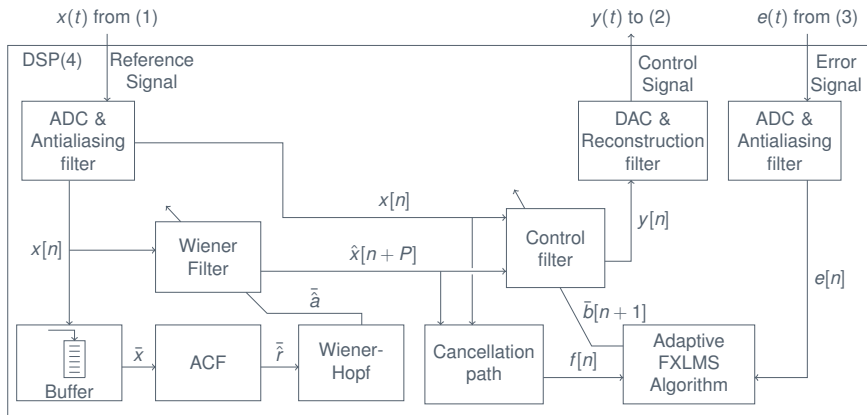 x(t) from (1)
y(t) to (2)
e(t) from (3)
DSP(4)
Reference
Signal
Control
Signal
Error
Signal
ADC &
Antialiasing
filter
DAC &
Reconstruction
filter
ADC &
Antialiasing
filter
x[n]
y[n]
x[n]
Wiener
Filter
x̂[n + P]
Control
filter
e[n]
â̄
b̄[n + 1]
Buffer
x̄
ACF
r̂̄
Wiener-
Hopf
Cancellation
path
f[n]
Adaptive
FXLMS
Algorithm